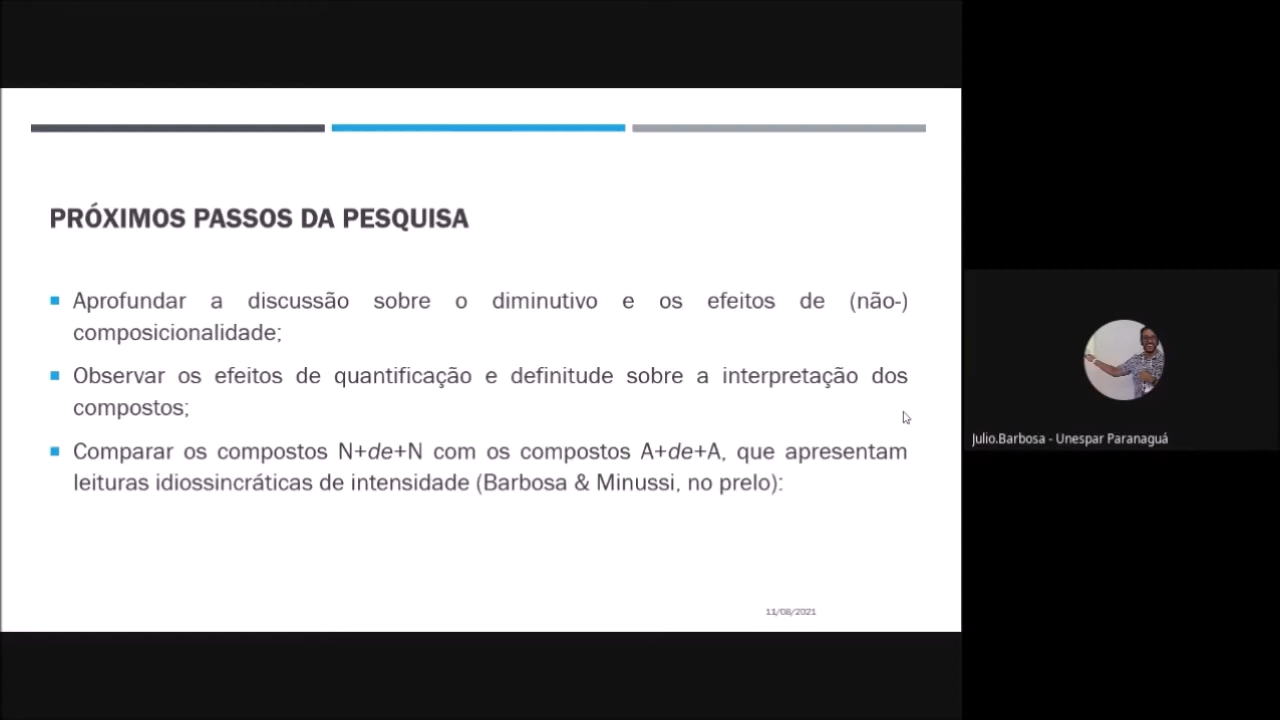 PRÓXIMOS PASSOS DA PESQUISA
Aprofundar a discussão sobre o diminutivo e os efeitos de (não-)
composicionalidade;
Observar os efeitos de quantificação e definitude sobre a interpretação dos
compostos;
Comparar os compostos N+de+N com os compostos A+de+A, que apresentam
leituras idiossincráticas de intensidade (Barbosa & Minussi, no prelo):
11/08/2021
Julio.Barbosa - Unespar Paranaguá